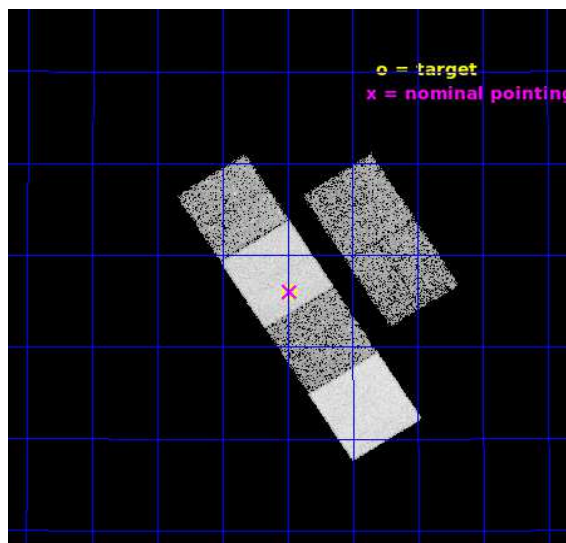 o = target
x = nominal pointing